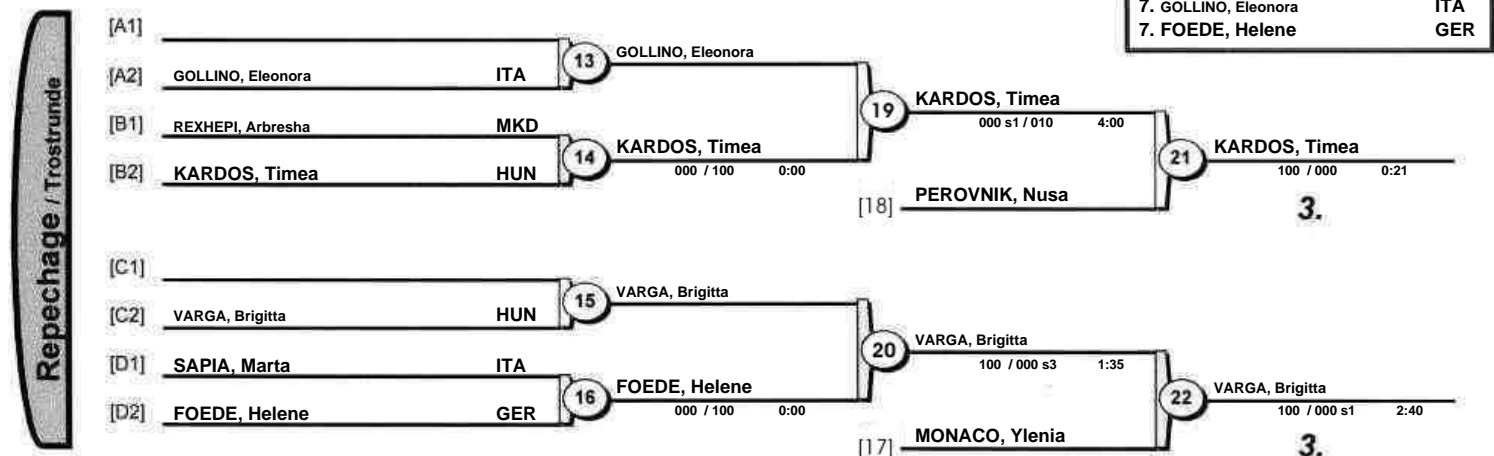 7. GOLLINO, Eleonora ITA
7. FOEDE, Helene GER
Repechage / Trostrunde
[A1]
[A2] GOLLINO, Eleonora ITA
13 GOLLINO, Eleonora
[B1] REXHEPI, Arbresha MKD
[B2] KARDOS, Timea HUN
14 KARDOS, Timea
000 / 100 0:00
19 KARDOS, Timea
000 s1 / 010 4:00
[18] PEROVNIK, Nusa
21 KARDOS, Timea
100 / 000 0:21
3.
[C1]
[C2] VARGA, Brigitta HUN
15 VARGA, Brigitta
[D1] SAPIA, Marta ITA
[D2] FOEDE, Helene GER
16 FOEDE, Helene
000 / 100 0:00
20 VARGA, Brigitta
100 / 000 s3 1:35
[17] MONACO, Ylenia
22 VARGA, Brigitta
100 / 000 s1 2:40
3.